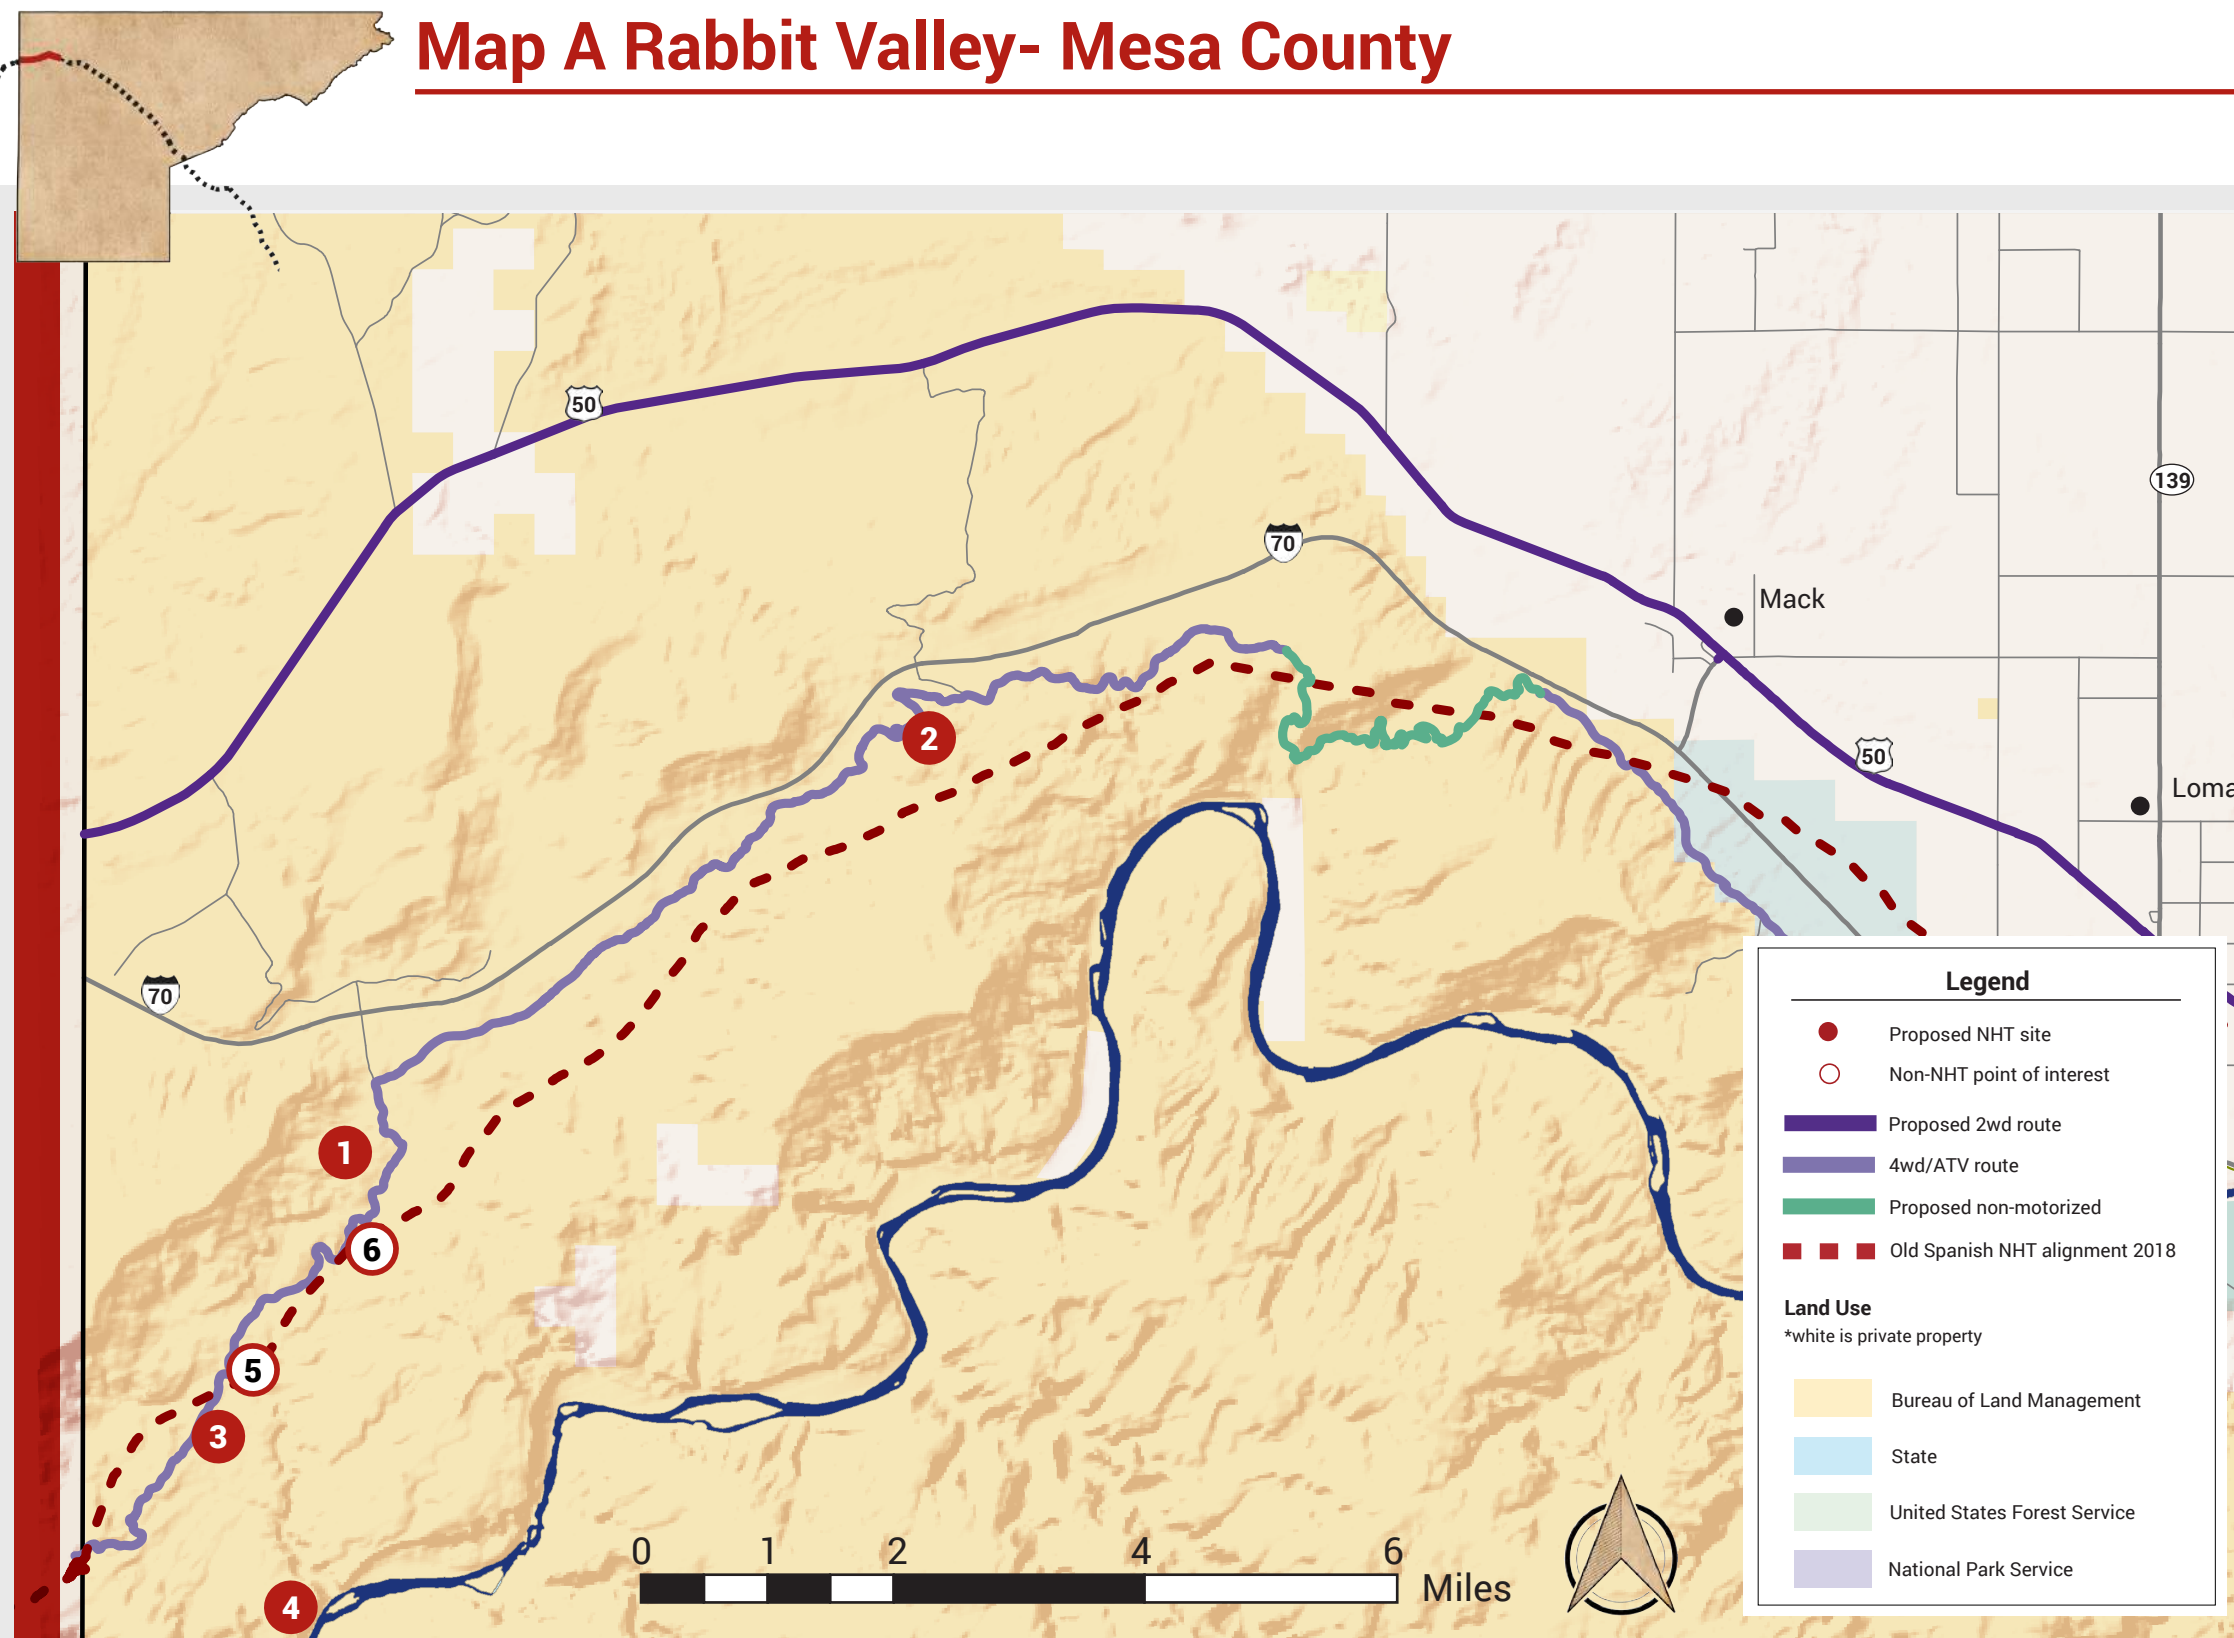 Map A Rabbit Valley- Mesa County
50
70
139
Mack
50
Loma
2
70
1
6
5
3
4
0 1 2 4 6
Miles
Legend
Proposed NHT site
Non-NHT point of interest
Proposed 2wd route
4wd/ATV route
Proposed non-motorized
Old Spanish NHT alignment 2018
Land Use
*white is private property
Bureau of Land Management
State
United States Forest Service
National Park Service